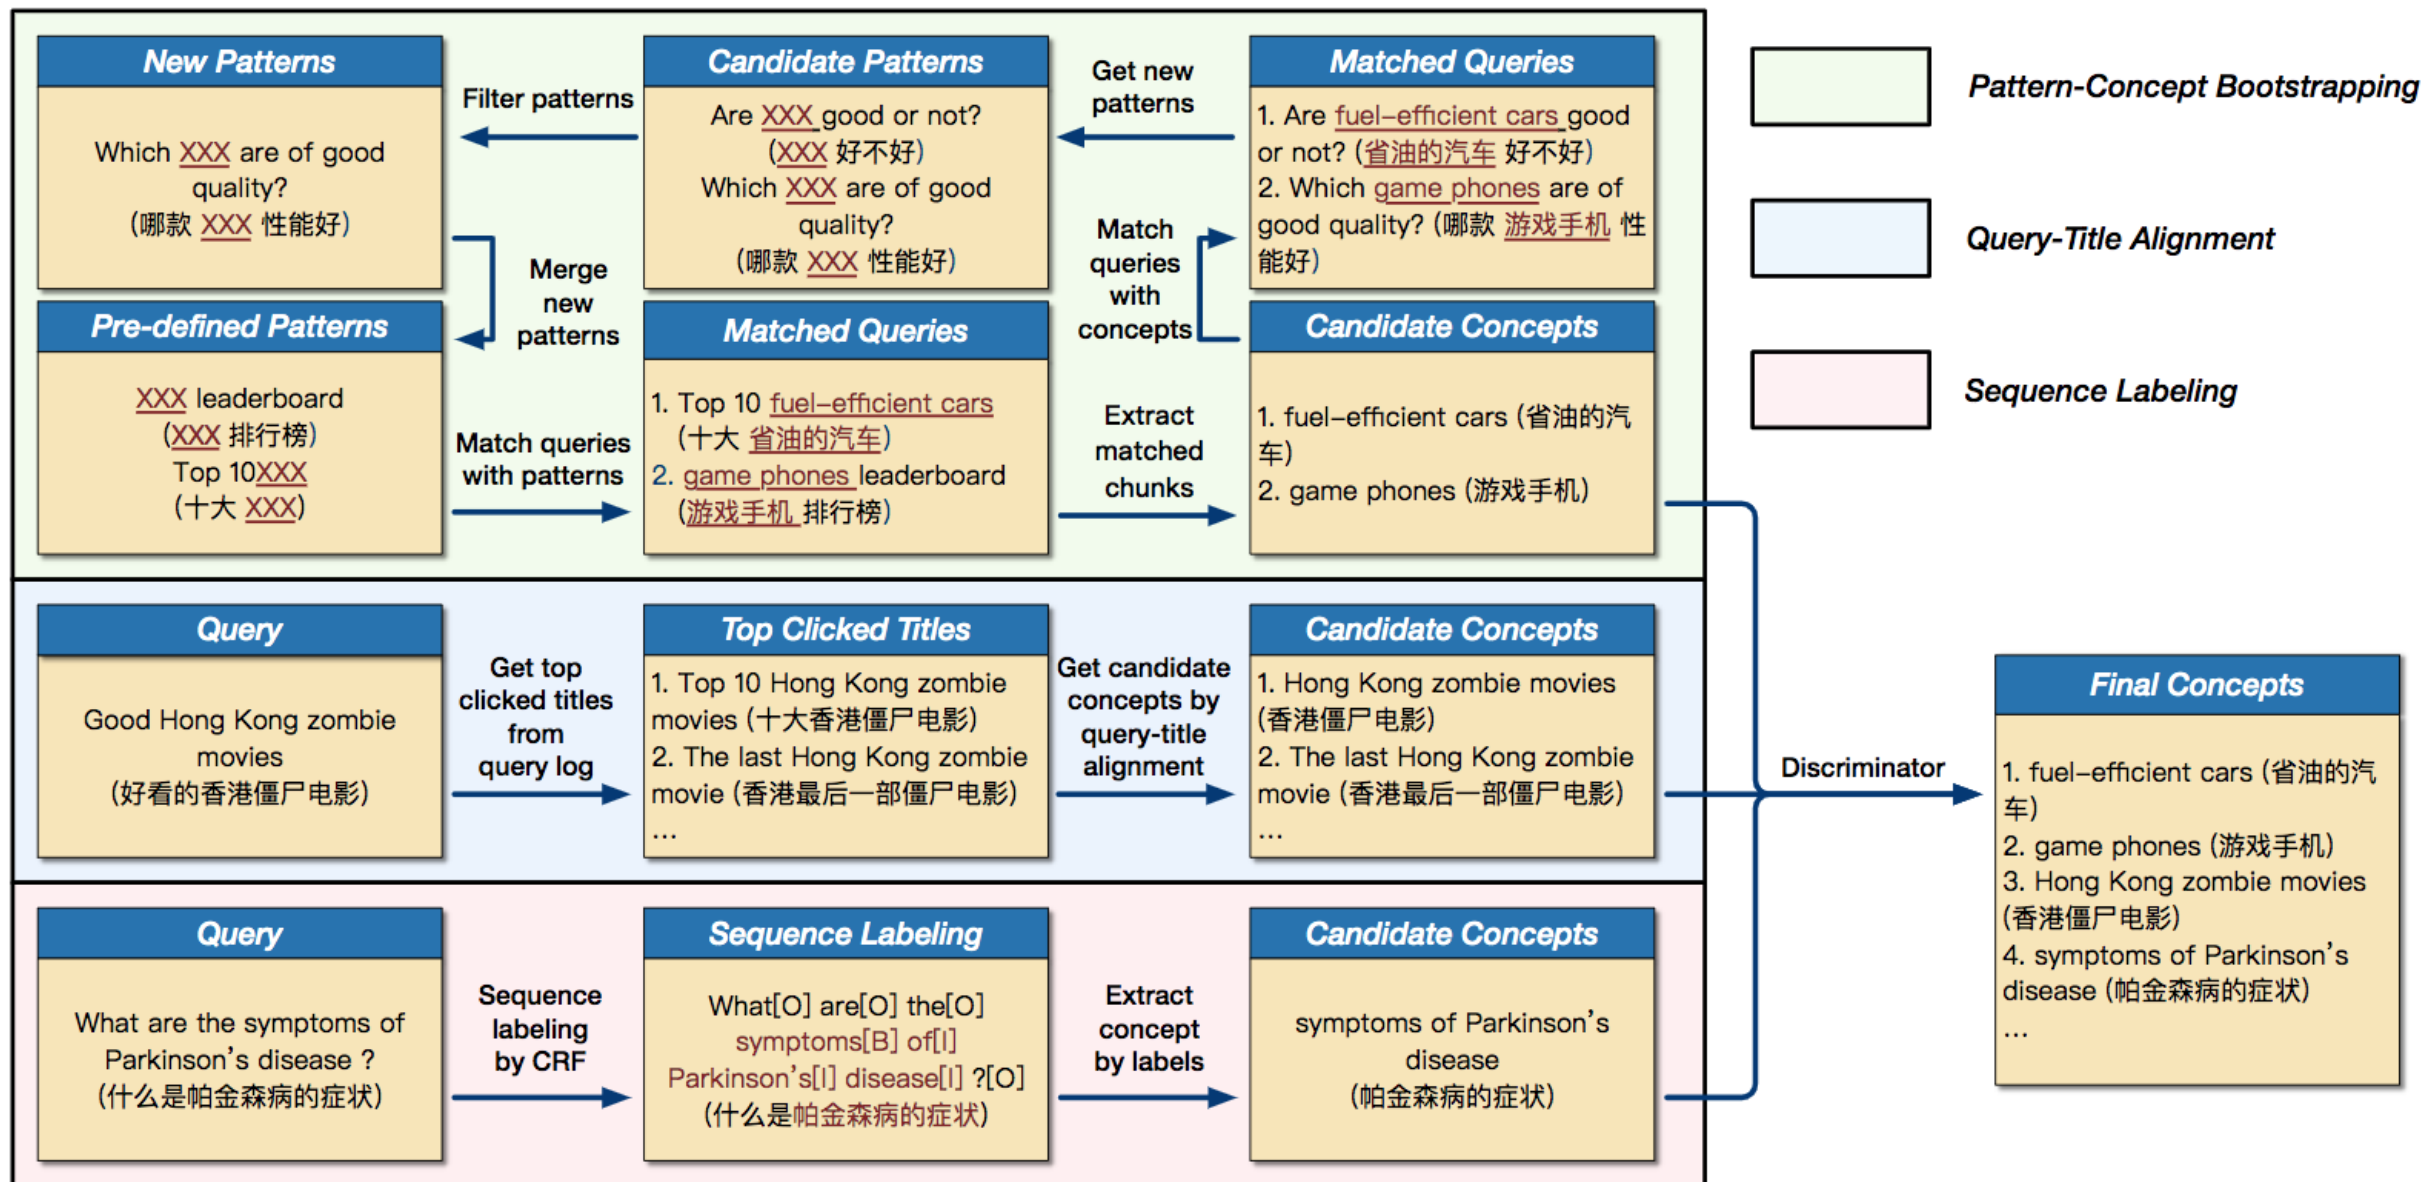 New Patterns
Which XXX are of good
quality?
(哪款 XXX 性能好)
Filter patterns
Candidate Patterns
Are XXX good or not?
(XXX 好不好)
Which XXX are of good
quality?
(哪款 XXX 性能好)
Get new
patterns
Matched Queries
1. Are fuel-efficient cars good
or not? (省油的汽车 好不好)
2. Which game phones are of
good quality? (哪款 游戏手机 性
能好)
Merge
new
patterns
Match
queries
with
concepts
Pre-defined Patterns
XXX leaderboard
(XXX 排行榜)
Top 10XXX
(十大 XXX)
Match queries
with patterns
Matched Queries
1. Top 10 fuel-efficient cars
(十大 省油的汽车)
2. game phones leaderboard
(游戏手机 排行榜)
Extract
matched
chunks
Candidate Concepts
1. fuel-efficient cars (省油的汽
车)
2. game phones (游戏手机)
Pattern-Concept Bootstrapping
Query-Title Alignment
Sequence Labeling
Query
Good Hong Kong zombie
movies
(好看的香港僵尸电影)
Get top
clicked titles
from
query log
Top Clicked Titles
1. Top 10 Hong Kong zombie
movies (十大香港僵尸电影)
2. The last Hong Kong zombie
movie (香港最后一部僵尸电影)
...
Get candidate
concepts by
query-title
alignment
Candidate Concepts
1. Hong Kong zombie movies
(香港僵尸电影)
2. The last Hong Kong zombie
movie (香港最后一部僵尸电影)
...
Query
What are the symptoms of
Parkinson's disease ?
(什么是帕金森病的症状)
Sequence
labeling
by CRF
Sequence Labeling
What[O] are[O] the[O]
symptoms[B] of[I]
Parkinson's[I] disease[I] ?[O]
(什么是帕金森病的症状)
Extract
concept
by labels
Candidate Concepts
symptoms of Parkinson's
disease
(帕金森病的症状)
Discriminator
Final Concepts
1. fuel-efficient cars (省油的汽
车)
2. game phones (游戏手机)
3. Hong Kong zombie movies
(香港僵尸电影)
4. symptoms of Parkinson's
disease (帕金森病的症状)
...